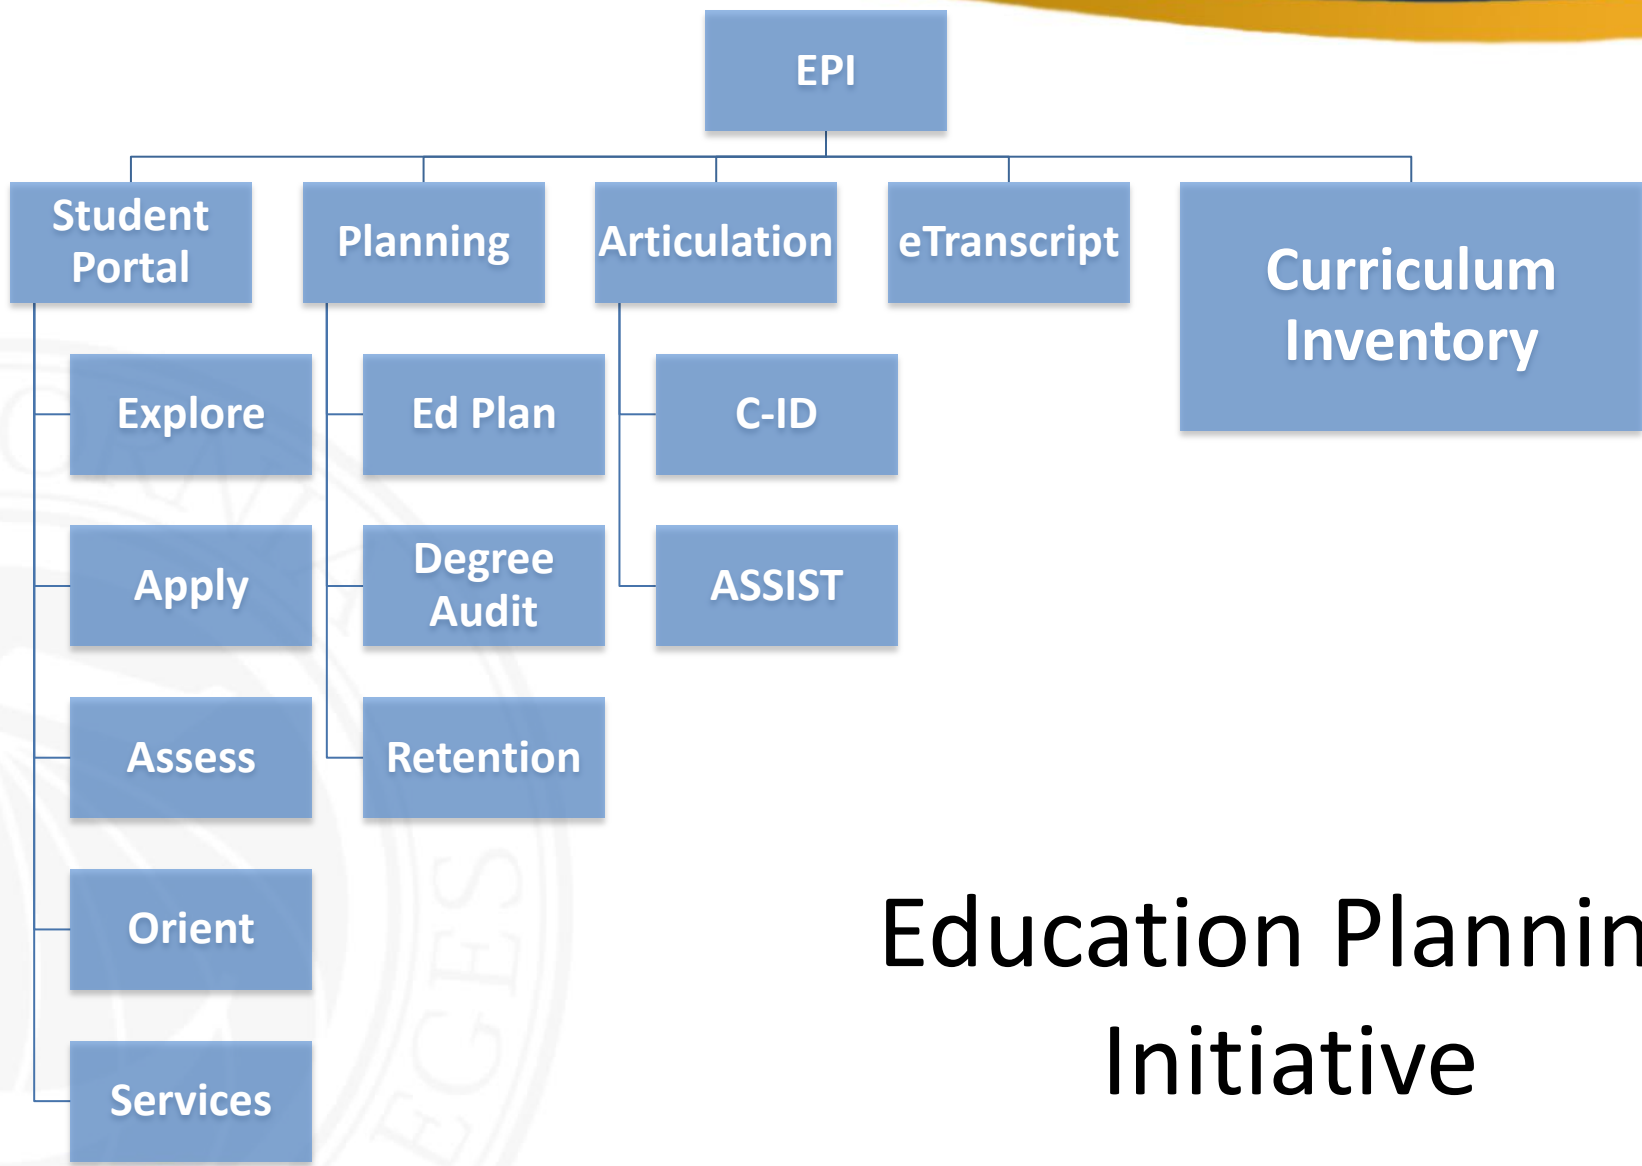 EPI
Student
Portal
Planning
Articulation
eTranscript
Curriculum
Inventory
Explore
Ed Plan
C-ID
Apply
Degree
Audit
ASSIST
Assess
Retention
Orient
Services
Education Plannin
Initiative